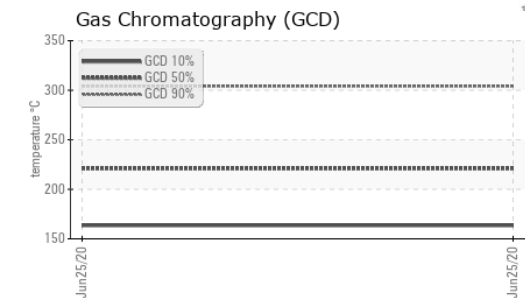 Gas Chromatography (GCD)
350
300
250
200
150
temperature °C
GCD 10%
GCD 50%
GCD 90%
Jun25/20
Jun25/20